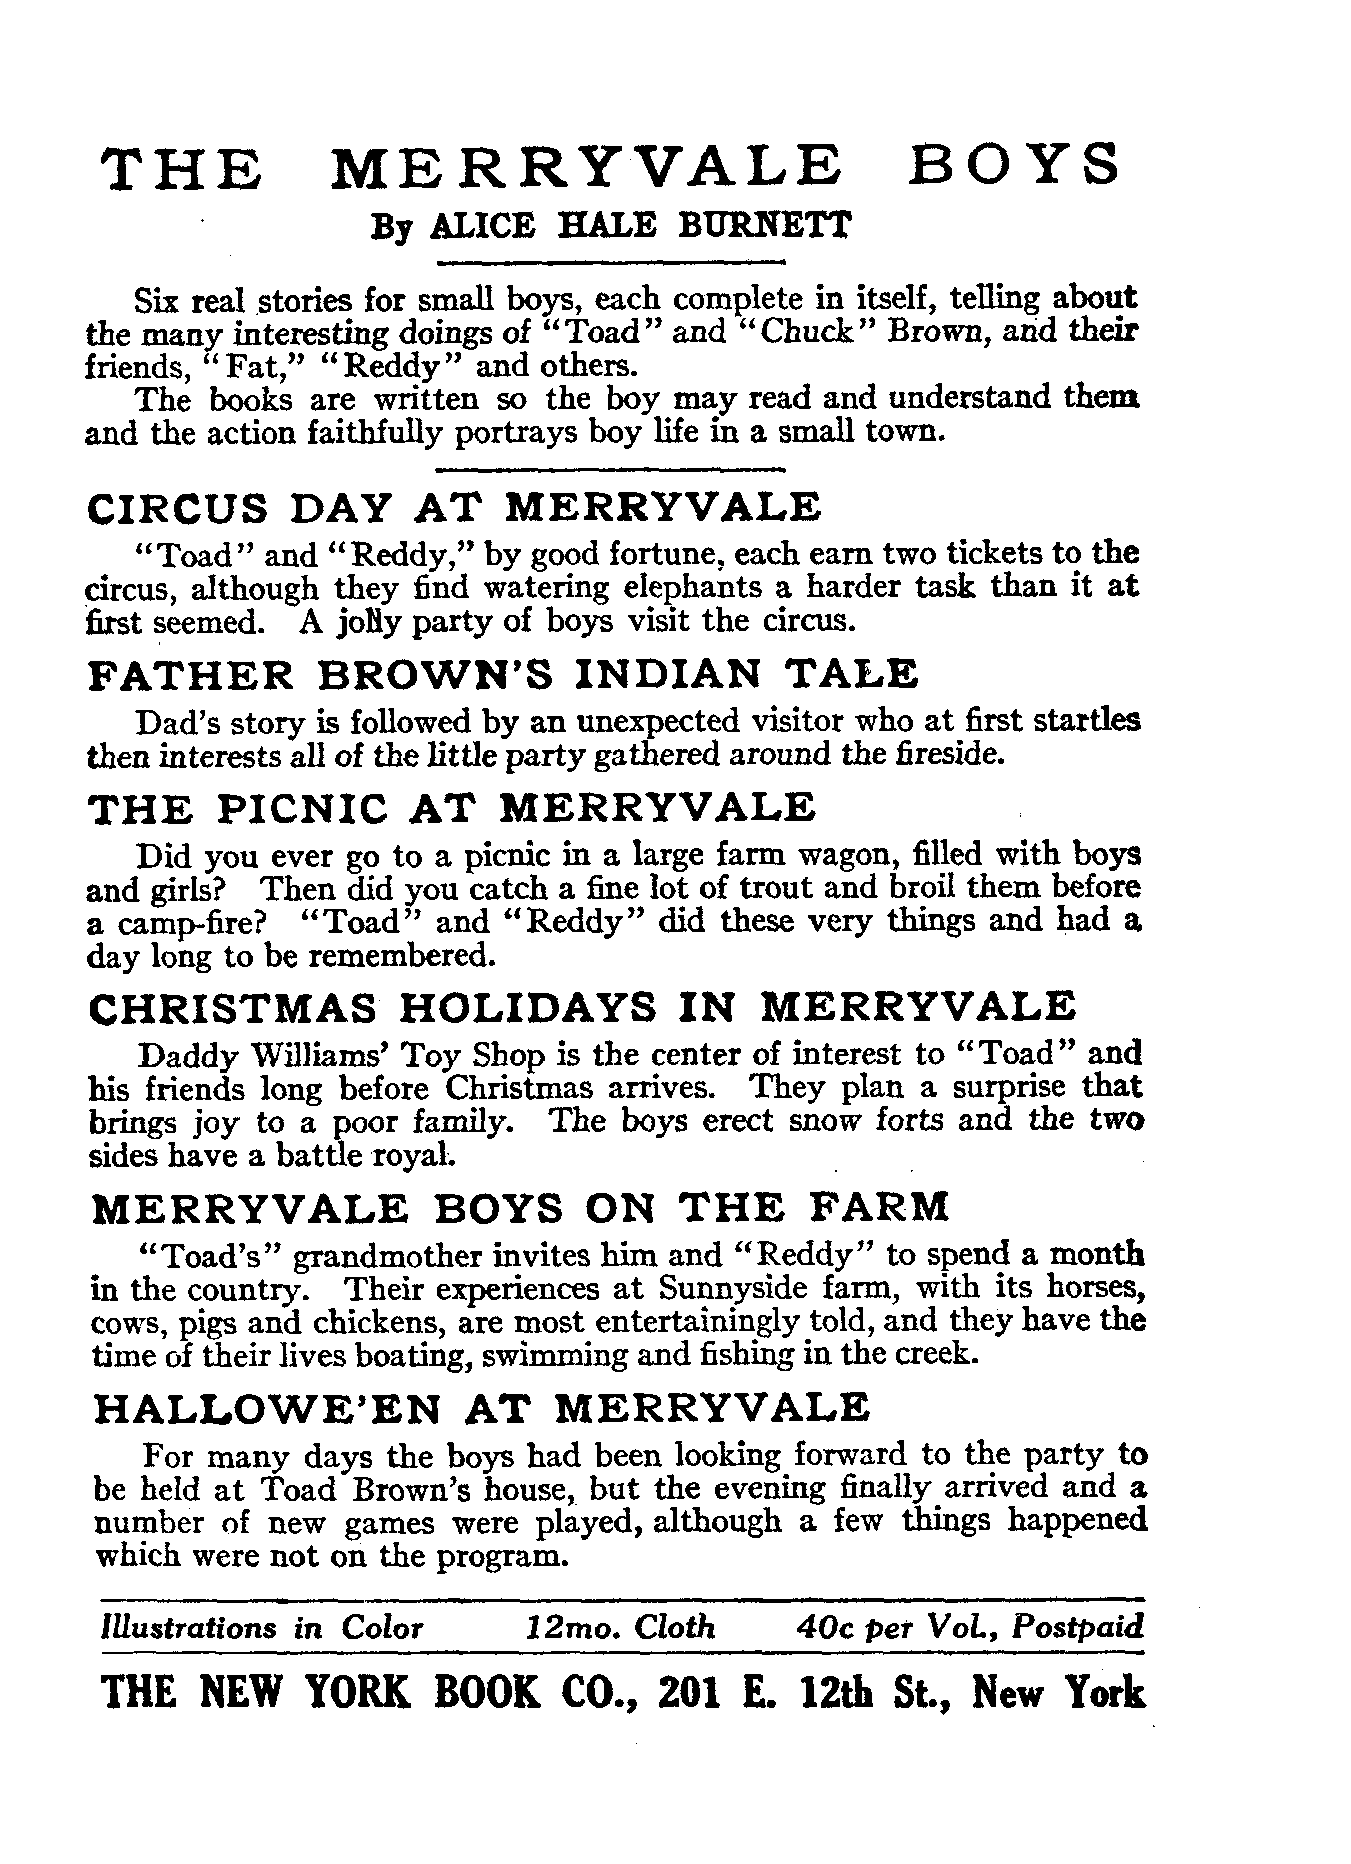 THE MERRYVALE BOYS
By ALICE HALE BURNETT
Six real stories for small boys, each complete in itself, telling about
the many interesting doings of "Toad" and "Chuck" Brown, and their
friends, "Fat," "Reddy" and others.
The books are written so the boy may read and understand them
and the action faithfully portrays boy life in a small town.
CIRCUS DAY AT MERRYVALE
"Toad" and "Reddy," by good fortune, each earn two tickets to the
circus, although they find watering elephants a harder task than it at
first seemed. A jolly party of boys visit the circus.
FATHER BROWN'S INDIAN TALE
Dad's story is followed by an unexpected visitor who at first startles
then interests all of the little party gathered around the fireside.
THE PICNIC AT MERRYVALE
Did you ever go to a picnic in a large farm wagon, filled with boys
and girls? Then did you catch a fine lot of trout and broil them before
a camp-fire? "Toad" and "Reddy" did these very things and had a
day long to be remembered.
CHRISTMAS HOLIDAYS IN MERRYVALE
Daddy Williams' Toy Shop is the center of interest to "Toad" and
his friends long before Christmas arrives. They plan a surprise that
brings joy to a poor family. The boys erect snow forts and the two
sides have a battle royal.
MERRYVALE BOYS ON THE FARM
"Toad's" grandmother invites him and "Reddy" to spend a month
in the country. Their experiences at Sunnyside farm, with its horses,
cows, pigs and chickens, are most entertainingly told, and they have the
time of their lives boating, swimming and fishing in the creek.
HALLOWE'EN AT MERRYVALE
For many days the boys had been looking forward to the party to
be held at Toad Brown's house, but the evening finally arrived and a
number of new games were played, although a few things happened
which were not on the program.
Illustrations in Color 12mo. Cloth 40c per Vol., Postpaid
THE NEW YORK BOOK CO., 201 E. 12th St., New York